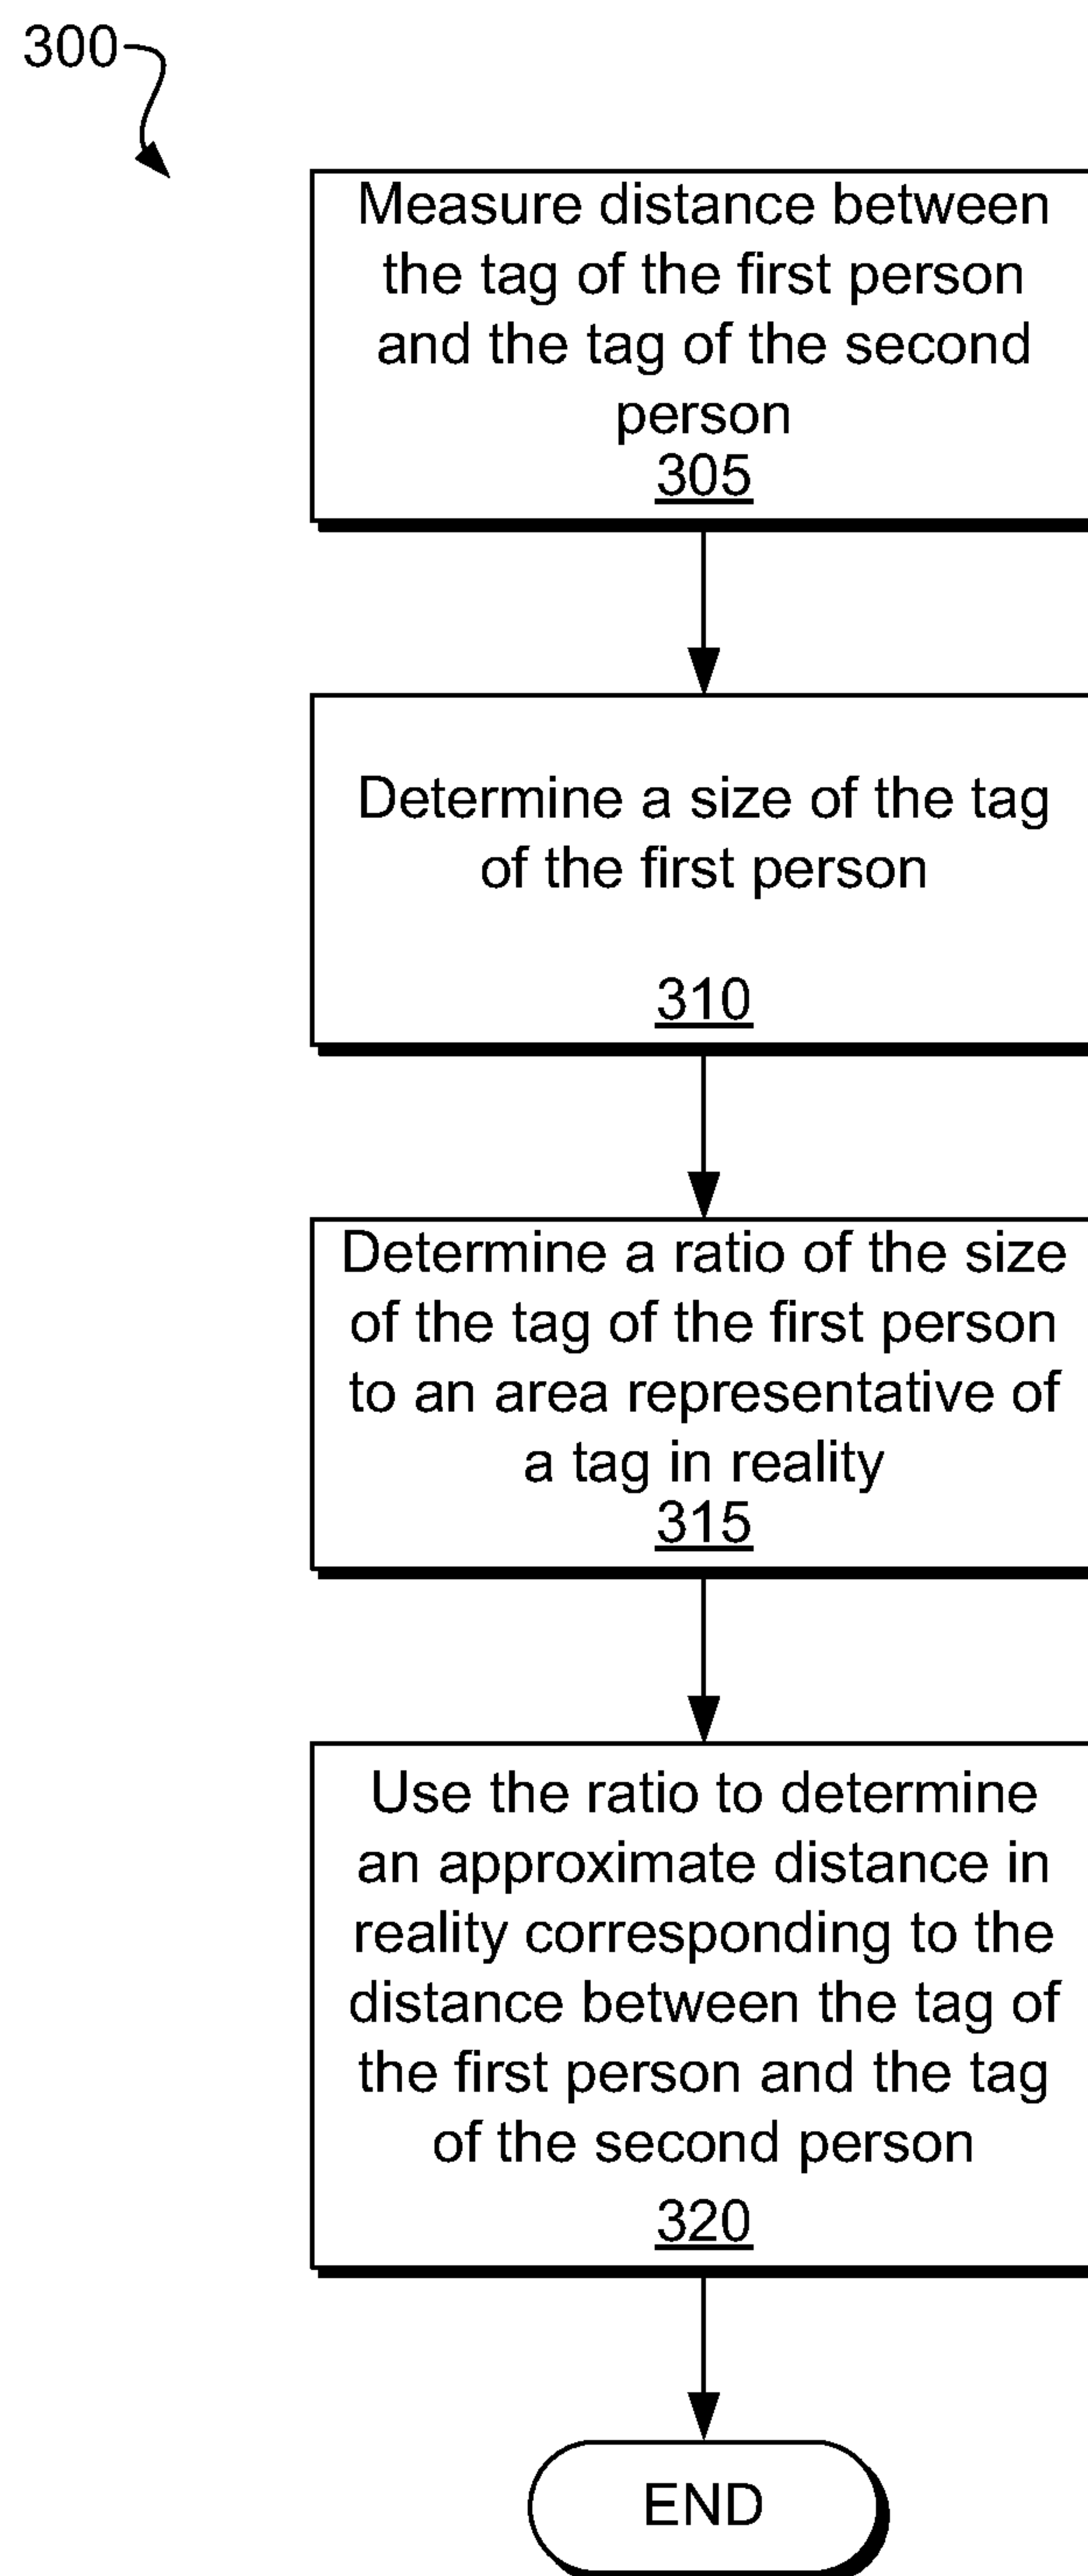 300
Measure distance between
the tag of the first person
and the tag of the second
person
305
Determine a size of the tag
of the first person
310
Determine a ratio of the size
of the tag of the first person
to an area representative of
a tag in reality
315
Use the ratio to determine
an approximate distance in
reality corresponding to the
distance between the tag of
the first person and the tag
of the second person
320
END